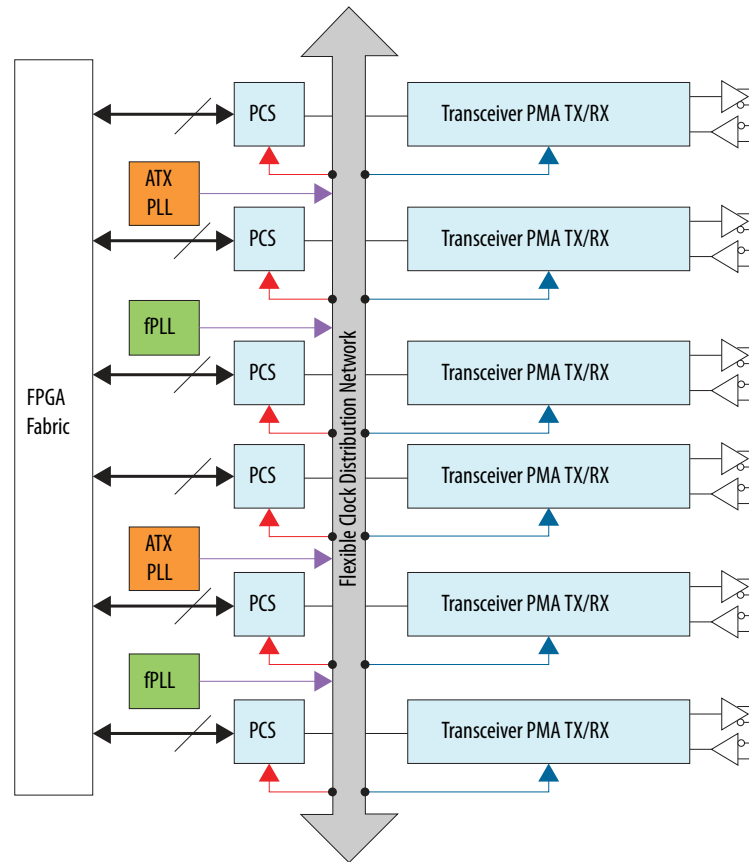 PCS
Transceiver PMA TX/RX
ATX
PLL
PCS
Transceiver PMA TX/RX
fPLL
PCS
Transceiver PMA TX/RX
FPGA
Fabric
Flexible Clock Distribution Network
PCS
Transceiver PMA TX/RX
ATX
PLL
PCS
Transceiver PMA TX/RX
fPLL
PCS
Transceiver PMA TX/RX